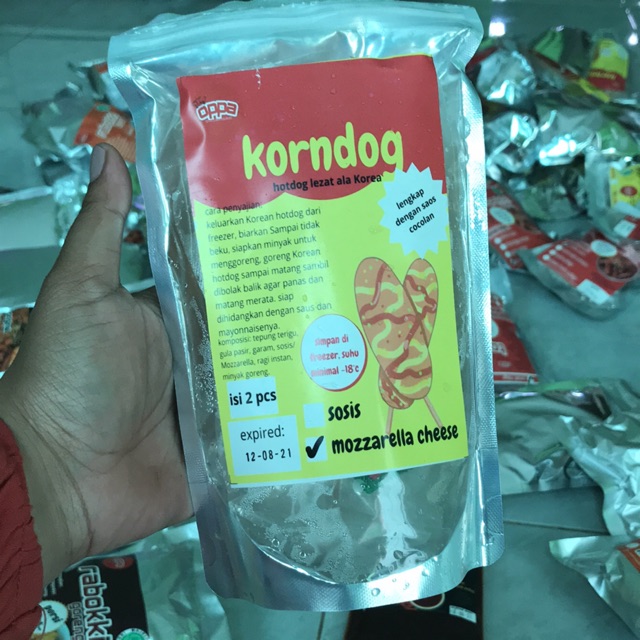 oppa
korndog
hotdog lezat ala Korea
lengkap
dengan saos
cocolan
cara penyajian:
keluarkan Korean hotdog dari
freezer, biarkan Sampai tidak
beku, siapkan minyak untuk
menggoreng, goreng Korean
hotdog sampai matang sambil
dibolak balik agar panas dan
matang merata. siap
dihidangkan dengan saus dan
mayonnaisenya.
komposisi: tepung terigu,
gula pasir, garam, sosis/
Mozzarella, ragi instan,
minyak goreng,
simpan di
freezer, suhu
minimal -18°c
isi 2 pcs
sosis
✔ mozzarella cheese
expired:
12-08-21
rabokki